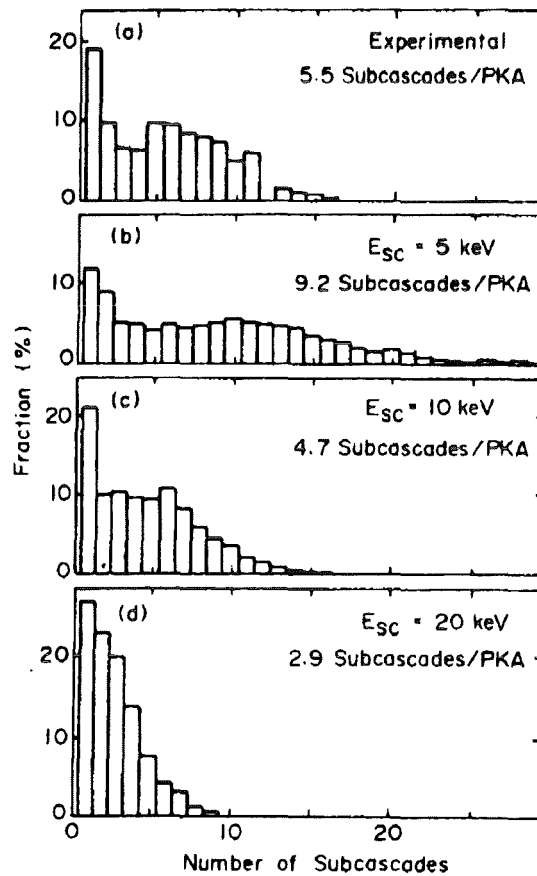 (a)
Experimental
5.5 Subcascades/PKA
20
10
0
(b)
E_SC = 5 keV
9.2 Subcascades/PKA
10
0
(c)
E_SC = 10 keV
4.7 Subcascades/PKA
20
10
0
(d)
E_SC = 20 keV
2.9 Subcascades/PKA
20
10
0
Fraction (%)
0 10 20
Number of Subcascades